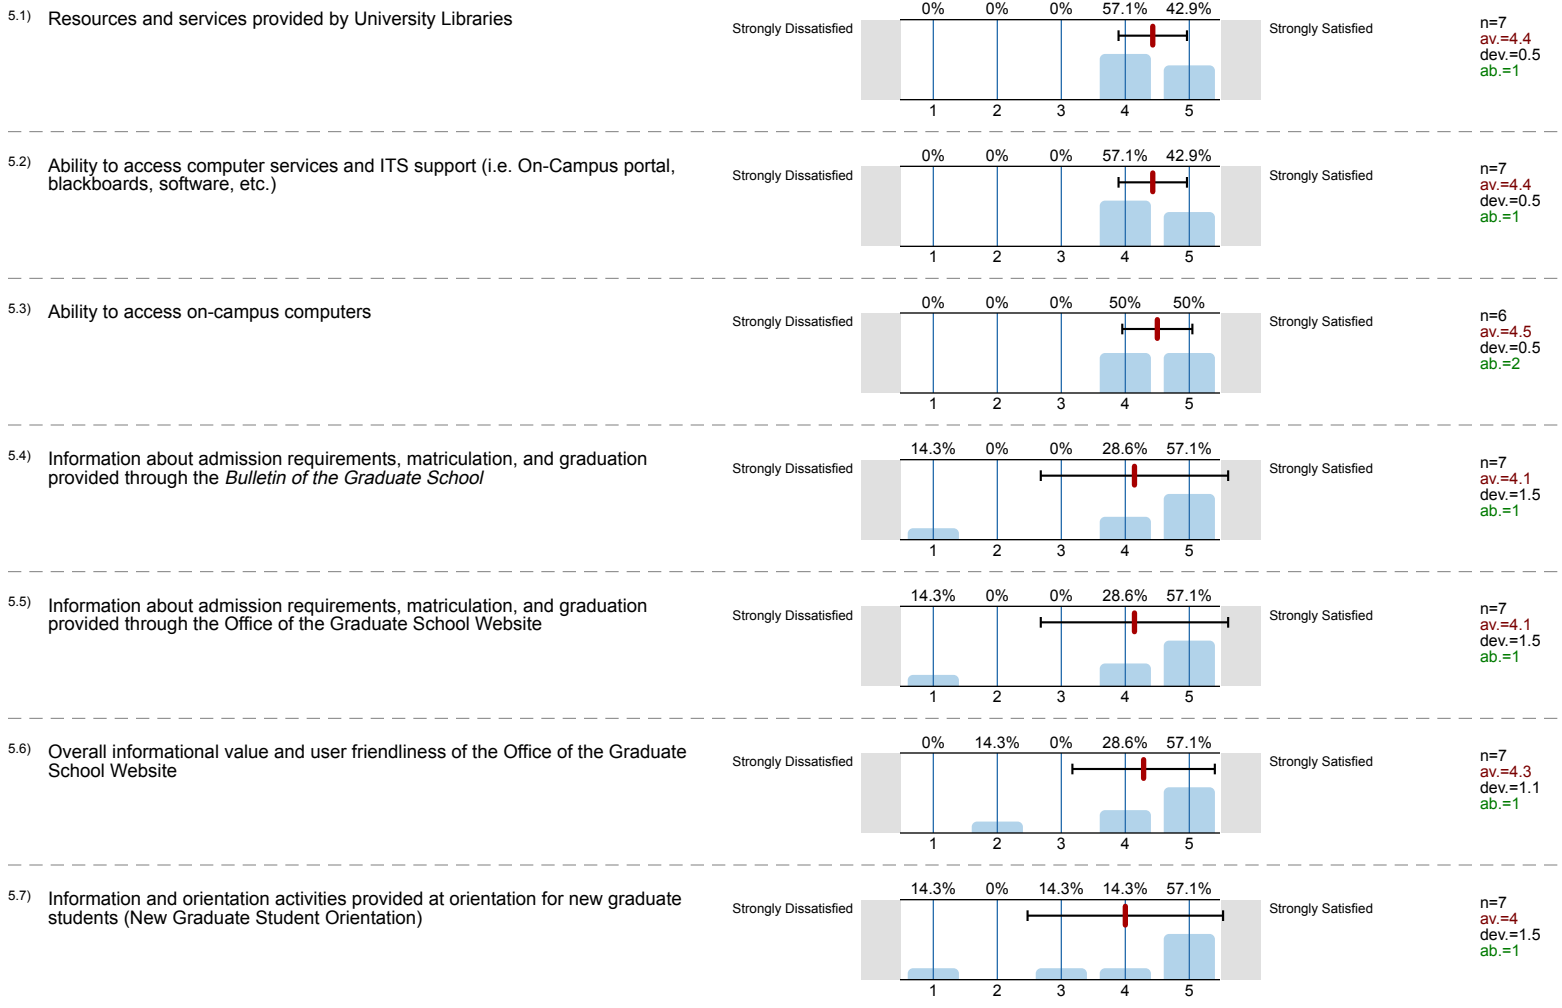 5.1) Resources and services provided by University Libraries
Strongly Dissatisfied
0% 0% 0% 57.1% 42.9%
1 2 3 4 5
Strongly Satisfied
n=7
av.=4.4
dev.=0.5
ab.=1
5.2) Ability to access computer services and ITS support (i.e. On-Campus portal,
blackboards, software, etc.)
Strongly Dissatisfied
0% 0% 0% 57.1% 42.9%
1 2 3 4 5
Strongly Satisfied
n=7
av.=4.4
dev.=0.5
ab.=1
5.3) Ability to access on-campus computers
Strongly Dissatisfied
0% 0% 0% 50% 50%
1 2 3 4 5
Strongly Satisfied
n=6
av.=4.5
dev.=0.5
ab.=2
5.4) Information about admission requirements, matriculation, and graduation
provided through the Bulletin of the Graduate School
Strongly Dissatisfied
14.3% 0% 0% 28.6% 57.1%
1 2 3 4 5
Strongly Satisfied
n=7
av.=4.1
dev.=1.5
ab.=1
5.5) Information about admission requirements, matriculation, and graduation
provided through the Office of the Graduate School Website
Strongly Dissatisfied
14.3% 0% 0% 28.6% 57.1%
1 2 3 4 5
Strongly Satisfied
n=7
av.=4.1
dev.=1.5
ab.=1
5.6) Overall informational value and user friendliness of the Office of the Graduate
School Website
Strongly Dissatisfied
0% 14.3% 0% 28.6% 57.1%
1 2 3 4 5
Strongly Satisfied
n=7
av.=4.3
dev.=1.1
ab.=1
5.7) Information and orientation activities provided at orientation for new graduate
students (New Graduate Student Orientation)
Strongly Dissatisfied
14.3% 0% 14.3% 14.3% 57.1%
1 2 3 4 5
Strongly Satisfied
n=7
av.=4
dev.=1.5
ab.=1